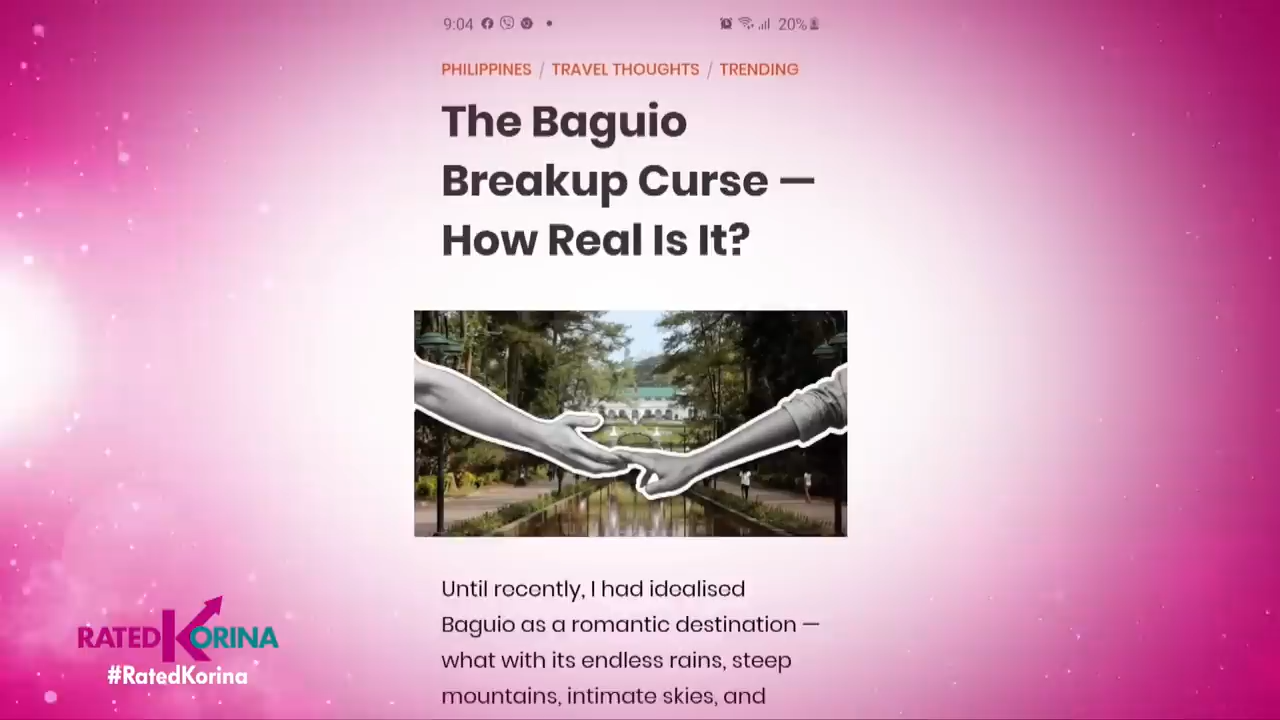 9:04
20%
PHILIPPINES / TRAVEL THOUGHTS / TRENDING
The Baguio
Breakup Curse —
How Real Is It?
Until recently, I had idealised
Baguio as a romantic destination —
what with its endless rains, steep
mountains, intimate skies, and
RATED KORINA
#RatedKorina